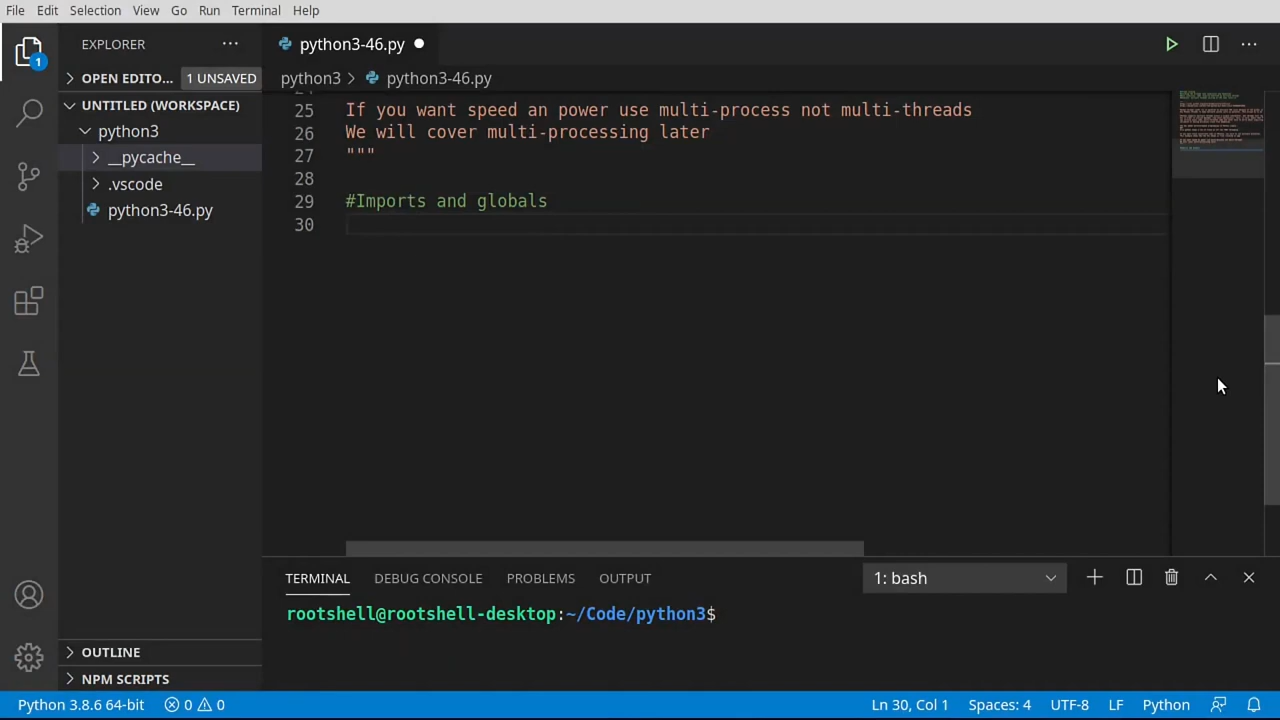 File Edit Selection View Go Run Terminal Help
EXPLORER
python3-46.py
1
OPEN EDITO... 1 UNSAVED
python3 > python3-46.py
UNTITLED (WORKSPACE)
python3
__pycache__
.vscode
python3-46.py
25 If you want speed an power use multi-process not multi-threads
26 We will cover multi-processing later
27 """
28
29 #Imports and globals
30
TERMINAL DEBUG CONSOLE PROBLEMS OUTPUT 1: bash
rootshell@rootshell-desktop:~/Code/python3$
OUTLINE
NPM SCRIPTS
Python 3.8.6 64-bit 0 0 Ln 30, Col 1 Spaces: 4 UTF-8 LF Python